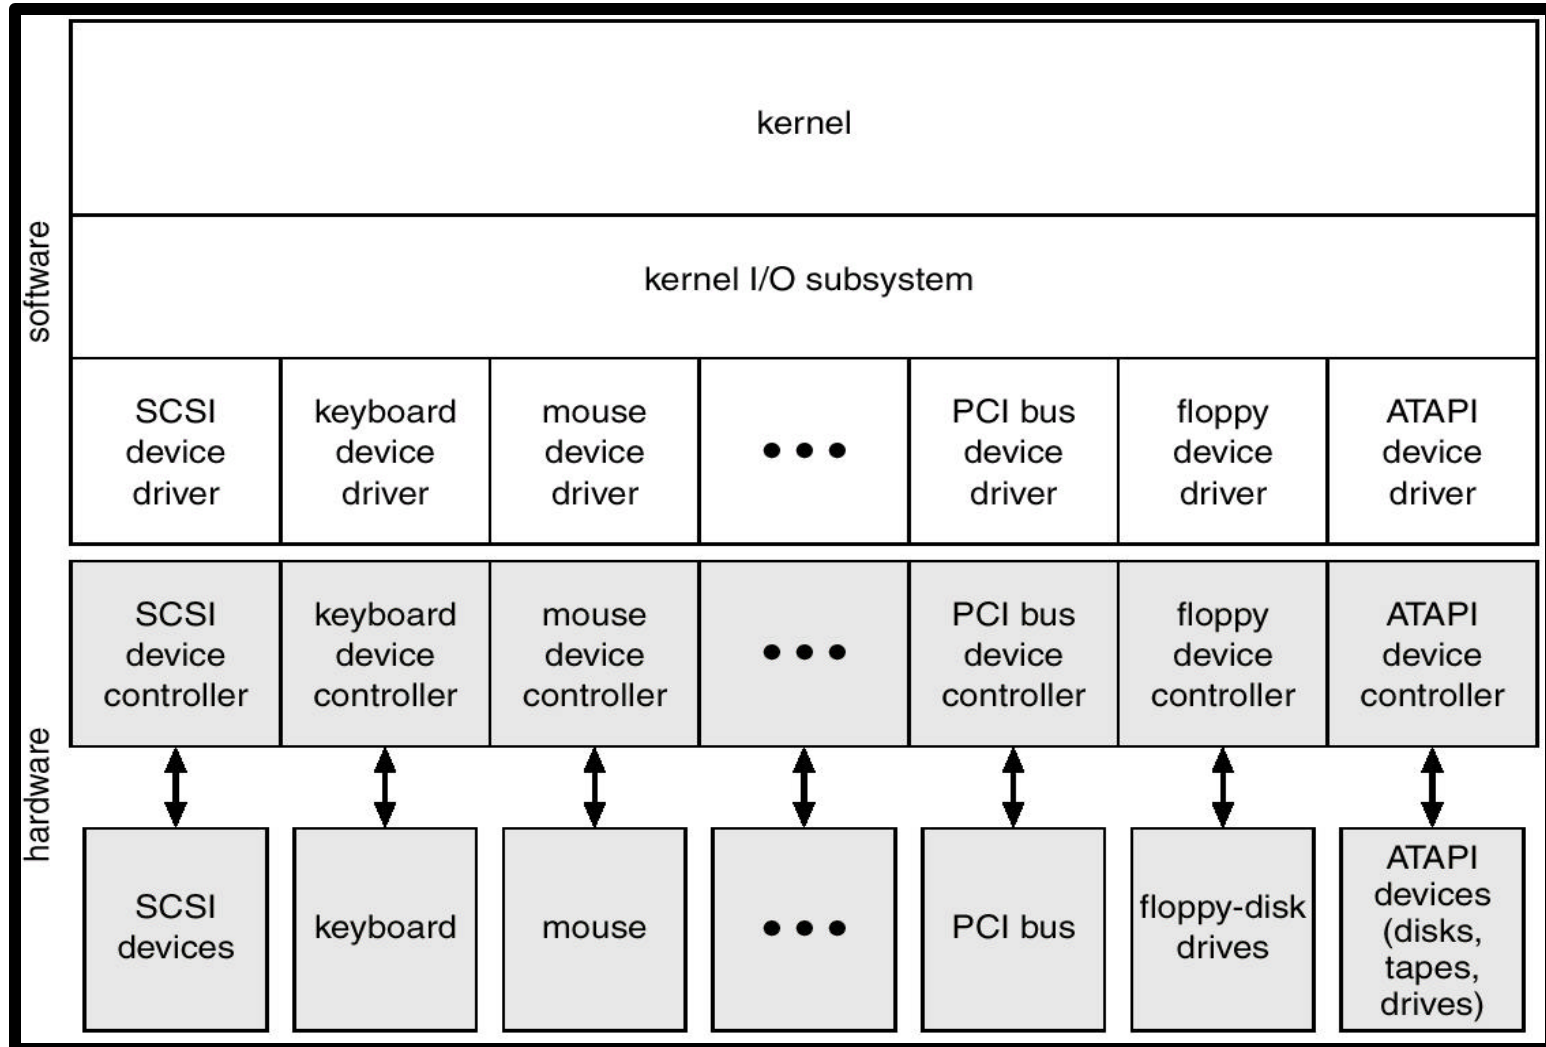 kernel
software
kernel I/O subsystem
SCSI
device
driver
keyboard
device
driver
mouse
device
driver
•••
PCI bus
device
driver
floppy
device
driver
ATAPI
device
driver
hardware
SCSI
device
controller
keyboard
device
controller
mouse
device
controller
•••
PCI bus
device
controller
floppy
device
controller
ATAPI
device
controller
SCSI
devices
keyboard
mouse
•••
PCI bus
floppy-disk
drives
ATAPI
devices
(disks,
tapes,
drives)